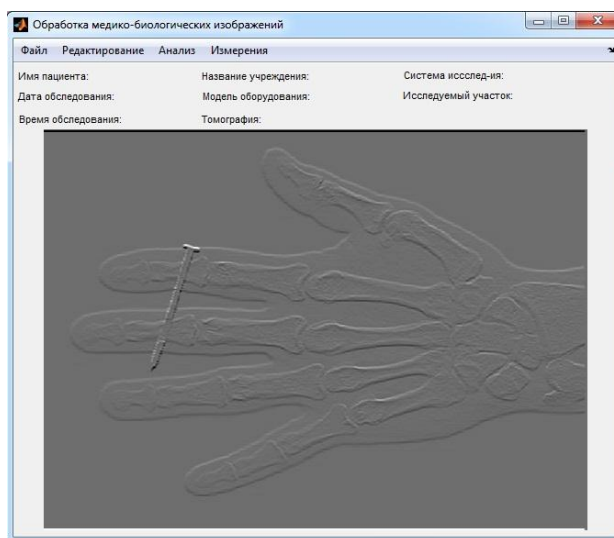 Обработка медико-биологических изображений
Файл Редактирование Анализ Измерения
Имя пациента: Название учреждения: Система иссслед-ия:
Дата обследования: Модель оборудования: Исследуемый участок:
Время обследования: Томография: